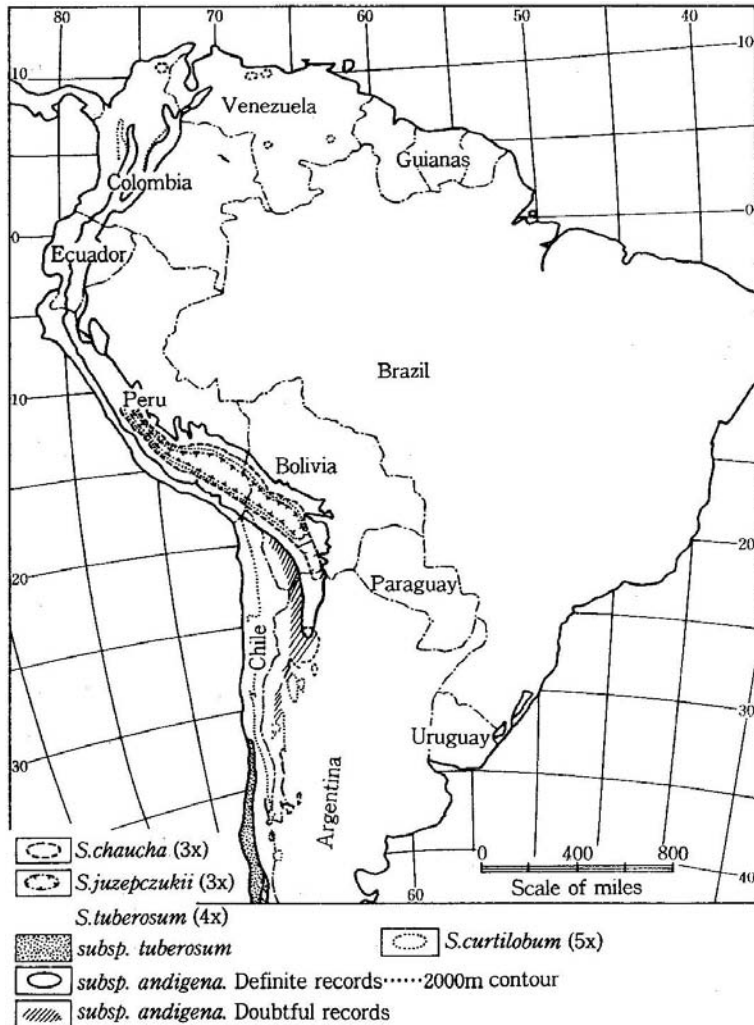 80 70 60 50 40
10 10
Venezuela
Guianas
Colombia
0 0
Ecuador
Brazil
10
Peru
10
Bolivia
20 20
Paraguay
Chile
30 30
Uruguay
Argentina
0 400 800
Scale of miles
40
60
S.chaucha (3x)
S.juzepczukii (3x)
S.tuberosum (4x)
subsp. tuberosum
S.curtilobum (5x)
subsp. andigena. Definite records ······2000m contour
subsp. andigena Doubtful records